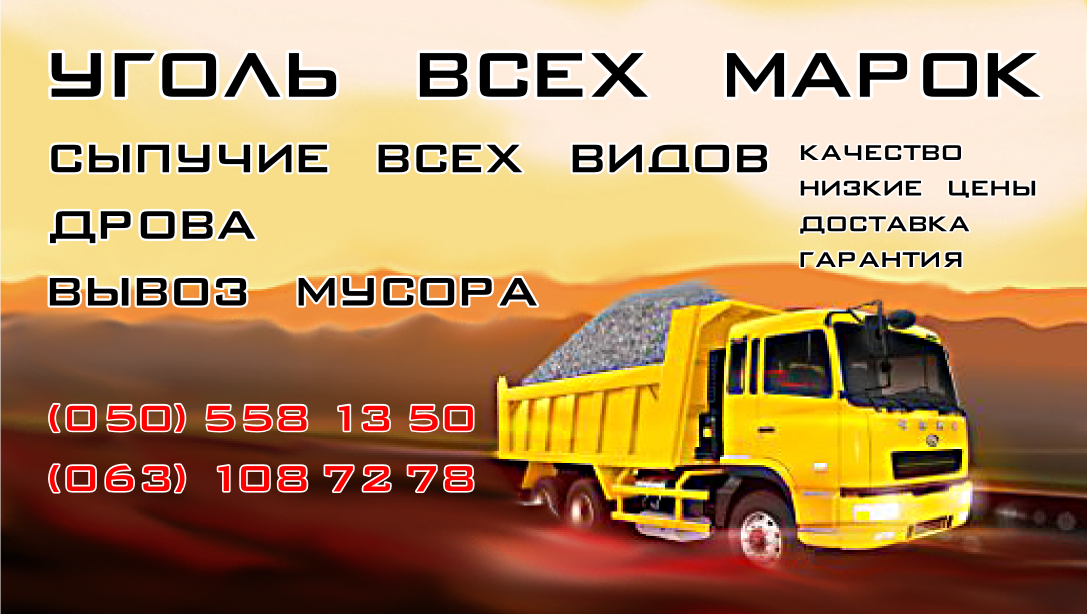 УГОЛЬ ВСЕХ МАРОК
СЫПУЧИЕ ВСЕХ ВИДОВ
ДРОВА
ВЫВОЗ МУСОРА
КАЧЕСТВО
НИЗКИЕ ЦЕНЫ
ДОСТАВКА
ГАРАНТИЯ
(050) 558 13 50
(063) 108 72 78